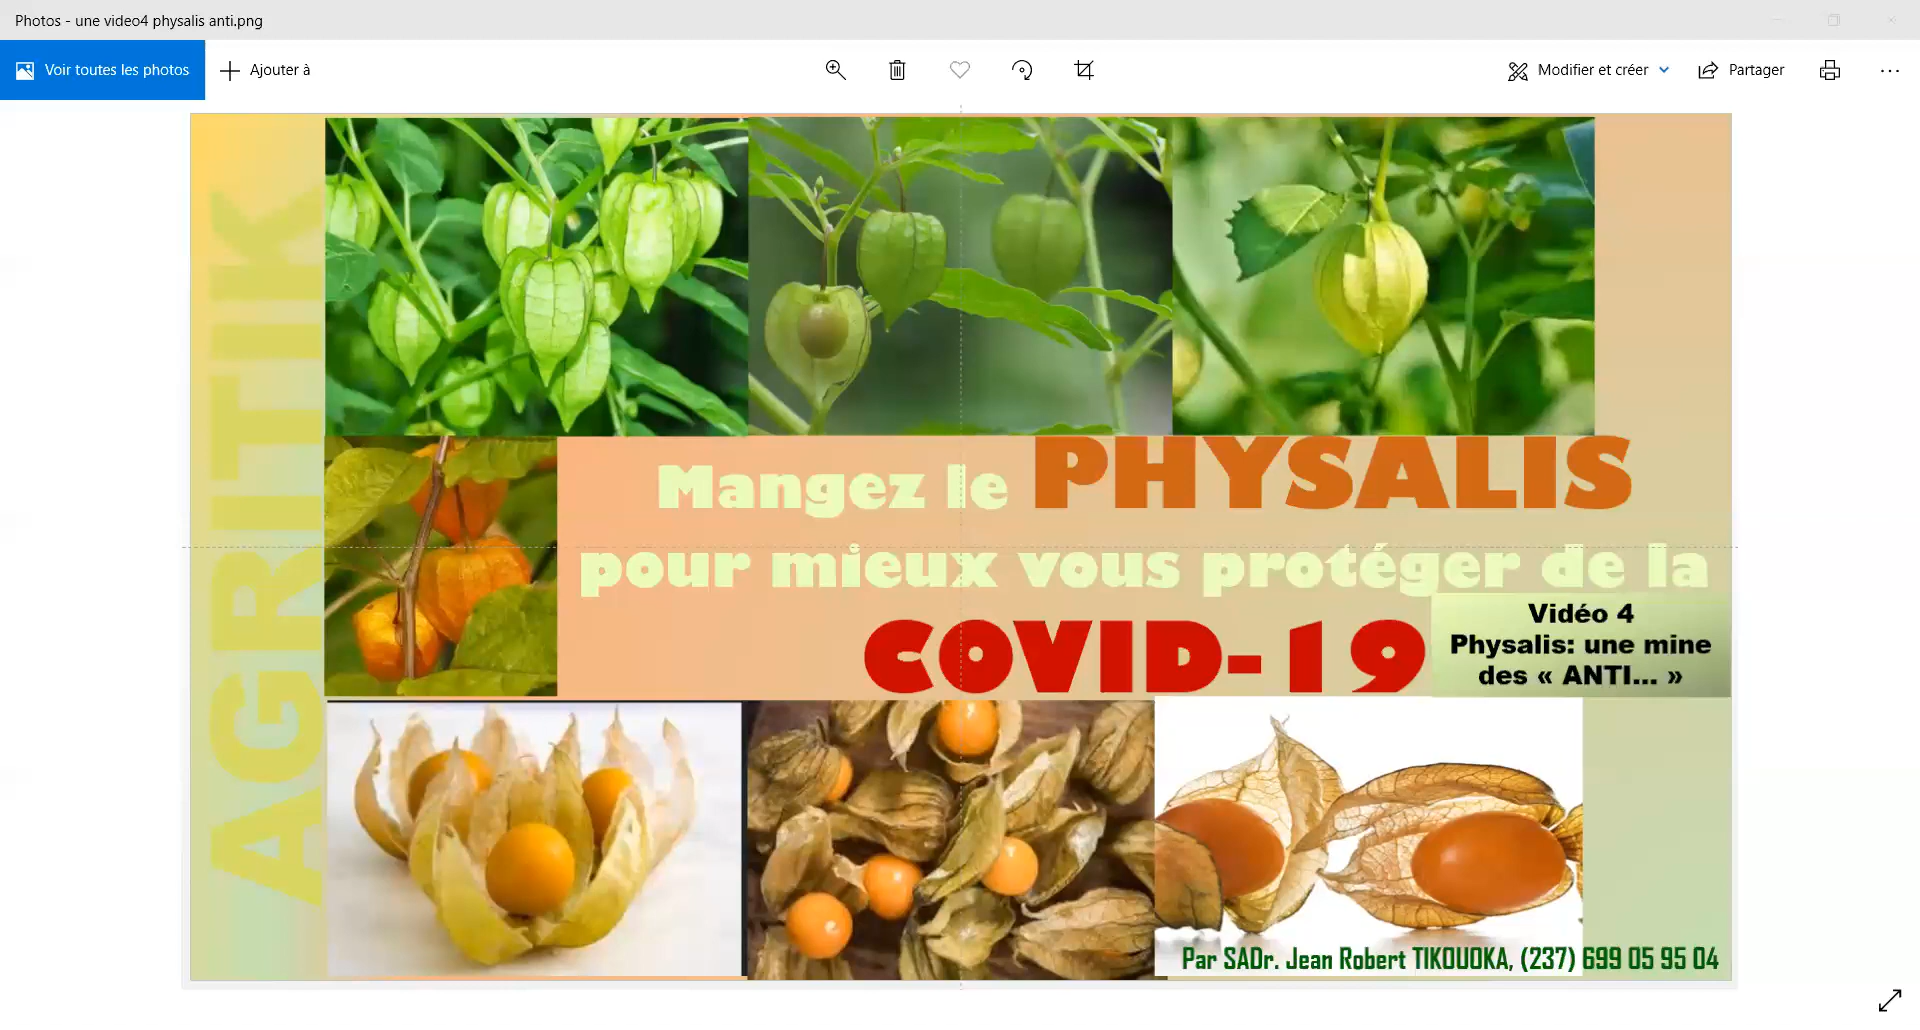 Photos - une video4 physalis anti.png
Voir toutes les photos
Ajouter à
Modifier et créer
Partager
AGRITIK
Mangez le PHYSALIS
pour mieux vous protéger de la
COVID-19
Vidéo 4
Physalis: une mine
des « ANTI... »
Par SADr. Jean Robert TIKOUOKA, (237) 699 05 95 04